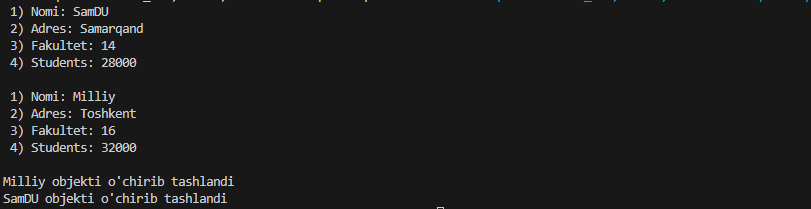 1) Nomi: SamDU
2) Adres: Samarqand
3) Fakultet: 14
4) Students: 28000
1) Nomi: Milliy
2) Adres: Toshkent
3) Fakultet: 16
4) Students: 32000
Milliy objekti o'chirib tashlandi
SamDU objekti o'chirib tashlandi